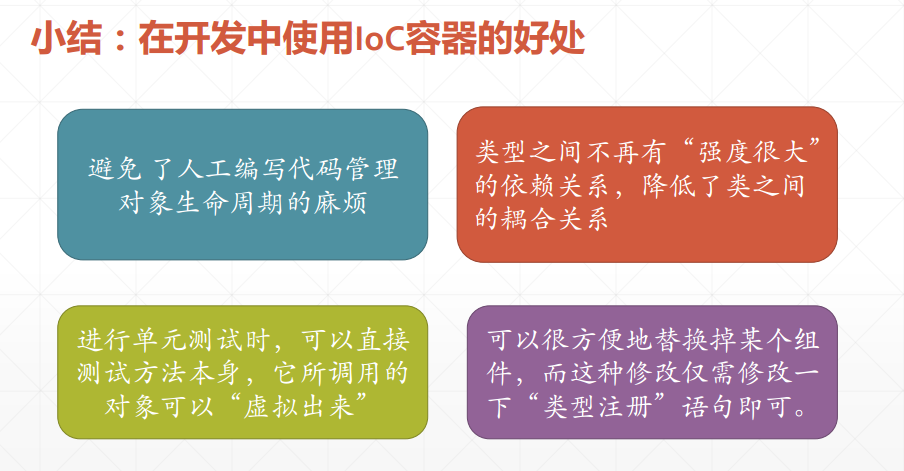 小结：在开发中使用IoC容器的好处
避免了人工编写代码管理
对象生命周期的麻烦
类型之间不再有“强度很大”
的依赖关系，降低了类之间
的耦合关系
进行单元测试时，可以直接
测试方法本身，它所调用的
对象可以“虚拟出来”
可以很方便地替换掉某个组
件，而这种修改仅需修改一
下“类型注册”语句即可。